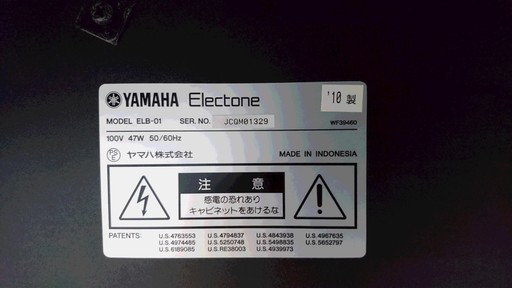 YAMAHA Electone
'10 製
MODEL ELB-01 SER. NO. JCQM01329
WF39460
100V 47W 50/60Hz
ヤマハ株式会社 MADE IN INDONESIA
注 意
感電の恐れあり
キャビネットをあけるな
PATENTS U.S.4763553 U.S.4794837 U.S.4843938 U.S.4967635
U.S.4974485 U.S.5250748 U.S.5498835 U.S.5652797
U.S.6189085 U.S.RE38003 U.S.4939973